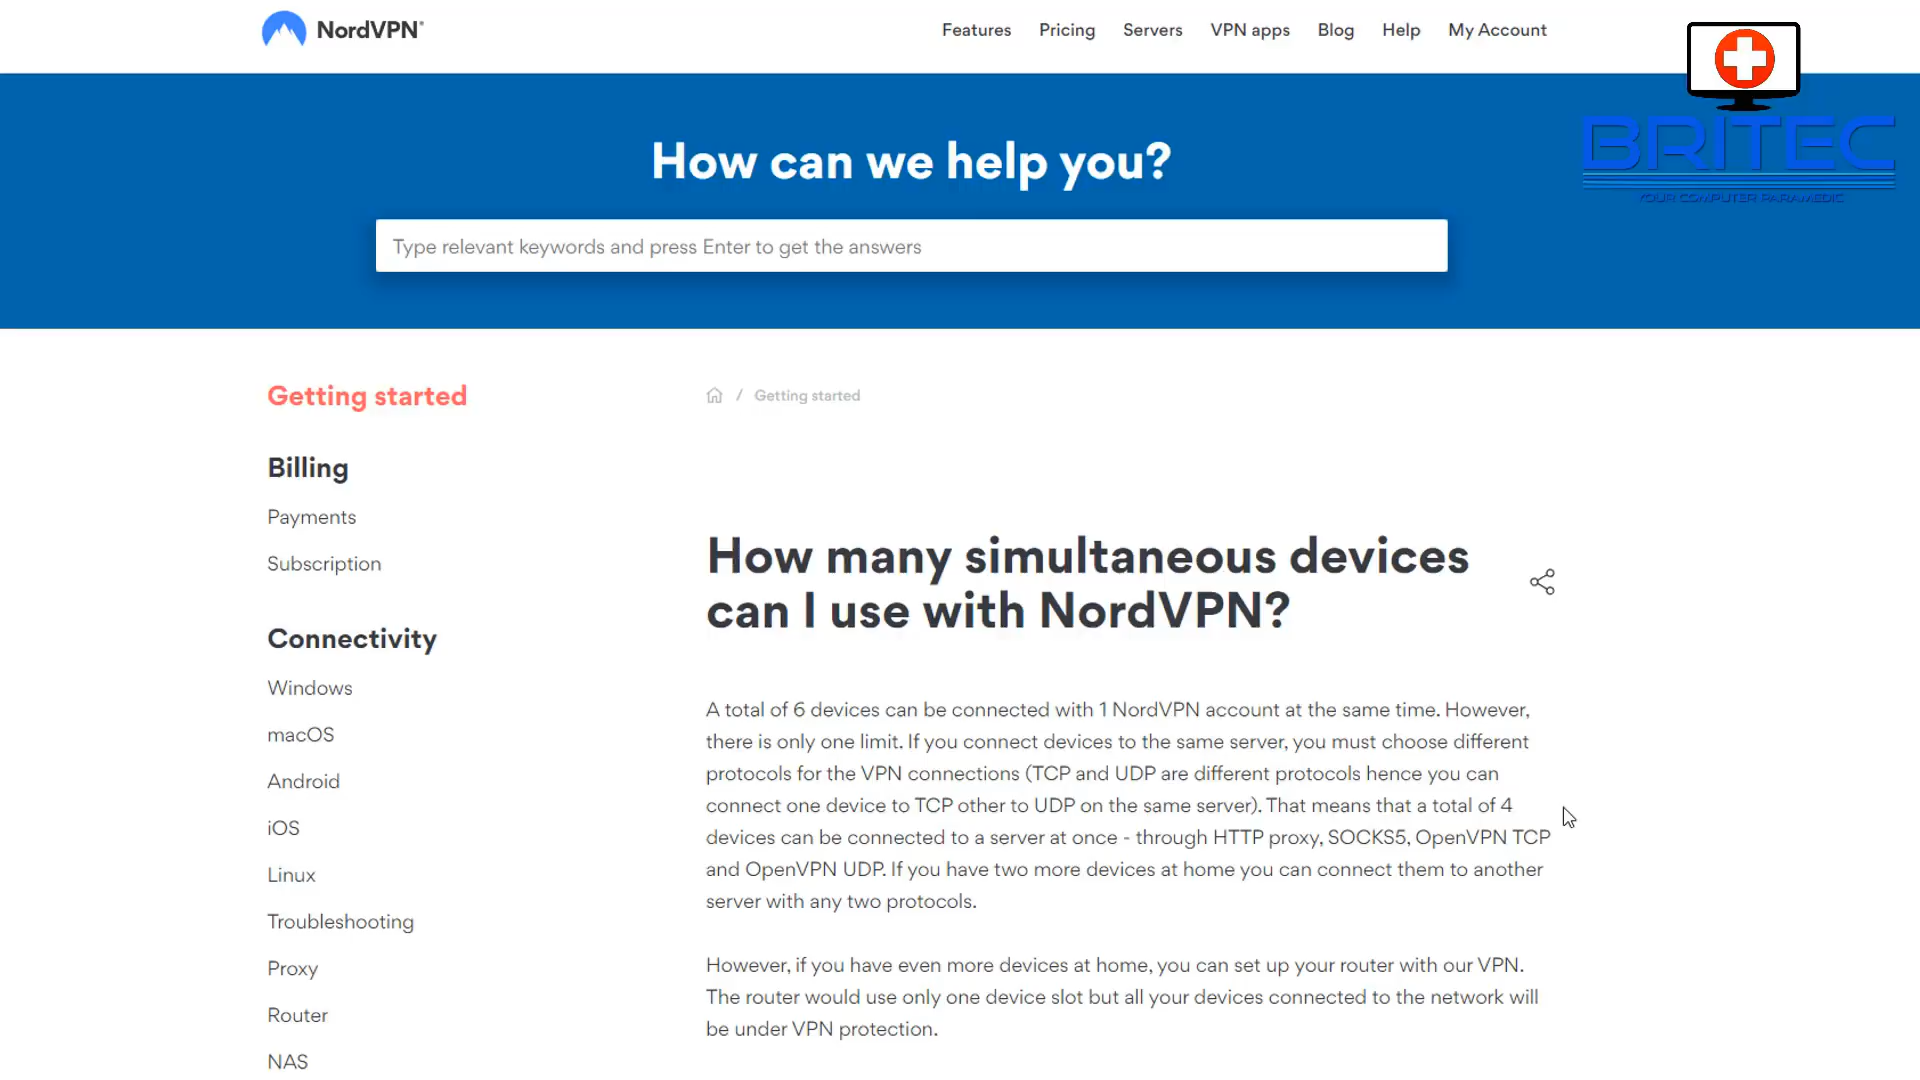 NordVPN®
Features Pricing Servers VPN apps Blog Help My Account
BRITEC
YOUR COMPUTER PARAMEDIC
How can we help you?
Type relevant keywords and press Enter to get the answers
Getting started
Billing
Payments
Subscription
Connectivity
Windows
macOS
Android
iOS
Linux
Troubleshooting
Proxy
Router
NAS
/ Getting started
How many simultaneous devices
can I use with NordVPN?
A total of 6 devices can be connected with 1 NordVPN account at the same time. However,
there is only one limit. If you connect devices to the same server, you must choose different
protocols for the VPN connections (TCP and UDP are different protocols hence you can
connect one device to TCP other to UDP on the same server). That means that a total of 4
devices can be connected to a server at once - through HTTP proxy, SOCKS5, OpenVPN TCP
and OpenVPN UDP. If you have two more devices at home you can connect them to another
server with any two protocols.
However, if you have even more devices at home, you can set up your router with our VPN.
The router would use only one device slot but all your devices connected to the network will
be under VPN protection.